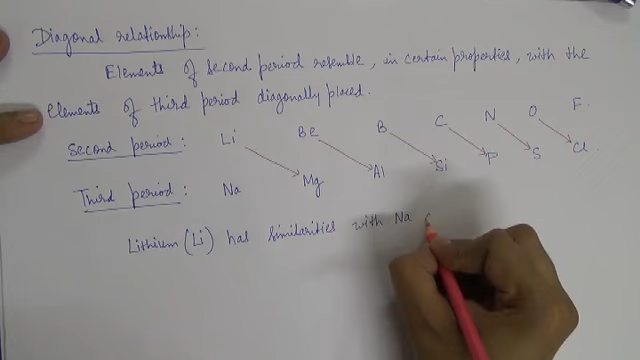 Diagonal relationship:
Elements of second period resemble, in certain properties, with the
elements of third period diagonally placed.
Second period: Li Be B C N O F.
Third period: Na Mg Al Si P S Cl.
Lithium (Li) has similarities with Na